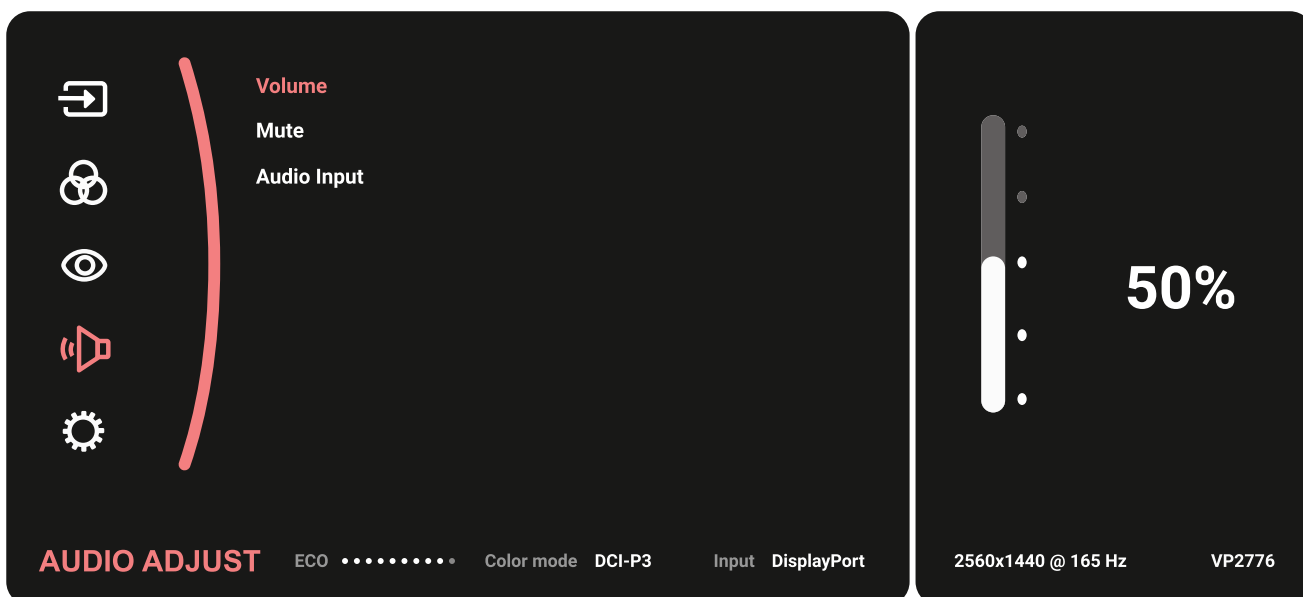 Volume
Mute
Audio Input
50%
AUDIO ADJUST ECO Color mode DCI-P3 Input DisplayPort 2560x1440 @ 165 Hz VP2776